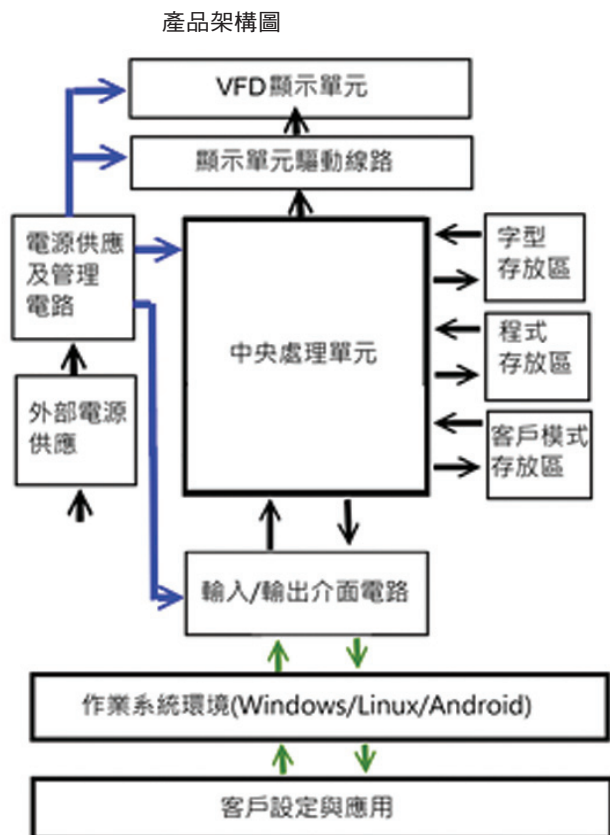 產品架構圖
VFD顯示單元
顯示單元驅動線路
電源供應
及管理
電路
中央處理單元
字型
存放區
程式
存放區
客戶模式
存放區
外部電源
供應
輸入/輸出介面電路
作業系統環境(Windows/Linux/Android)
客戶設定與應用